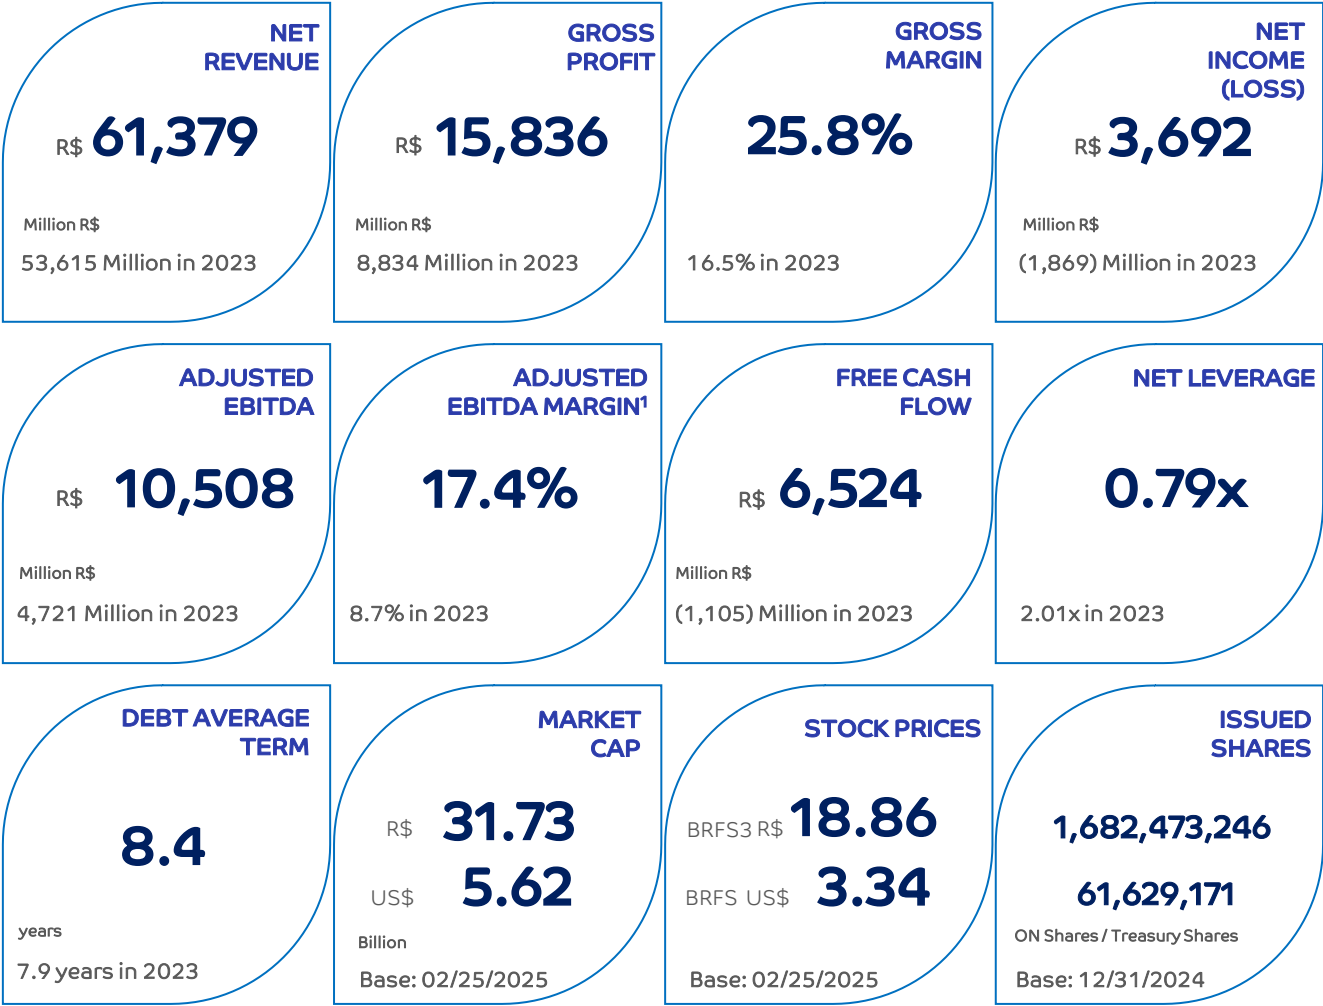 NET
REVENUE
R$ 61,379
Million R$
53,615 Million in 2023
GROSS
PROFIT
R$ 15,836
Million R$
8,834 Million in 2023
GROSS
MARGIN
25.8%
16.5% in 2023
NET
INCOME
(LOSS)
R$ 3,692
Million R$
(1,869) Million in 2023
ADJUSTED
EBITDA
R$ 10,508
Million R$
4,721 Million in 2023
ADJUSTED
EBITDA MARGIN¹
17.4%
8.7% in 2023
FREE CASH
FLOW
R$ 6,524
Million R$
(1,105) Million in 2023
NET LEVERAGE
0.79x
2.01x in 2023
DEBT AVERAGE
TERM
8.4
years
7.9 years in 2023
MARKET
CAP
R$ 31.73
US$ 5.62
Billion
Base: 02/25/2025
STOCK PRICES
BRFS3 R$ 18.86
BRFS US$ 3.34
Base: 02/25/2025
ISSUED
SHARES
1,682,473,246
61,629,171
ON Shares / Treasury Shares
Base: 12/31/2024